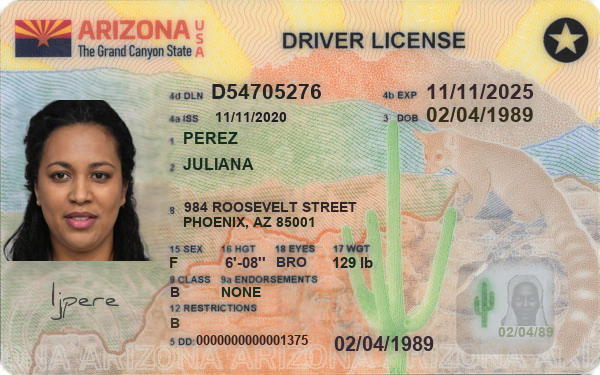 ARIZONA USA
The Grand Canyon State
DRIVER LICENSE
4d DLN D54705276 4b EXP 11/11/2025
4a ISS 11/11/2020 3 DOB 02/04/1989
1 PEREZ
2 JULIANA
8 984 ROOSEVELT STREET
PHOENIX, AZ 85001
15 SEX 16 HGT 18 EYES 17 WGT
F 6'-08" BRO 129 lb
9 CLASS 9a ENDORSEMENTS
B NONE
12 RESTRICTIONS
B
5 DD: 0000000000001375
02/04/1989
ljpere
02/04/89
ARIZONA ARIZONA ARIZONA ARIZONA